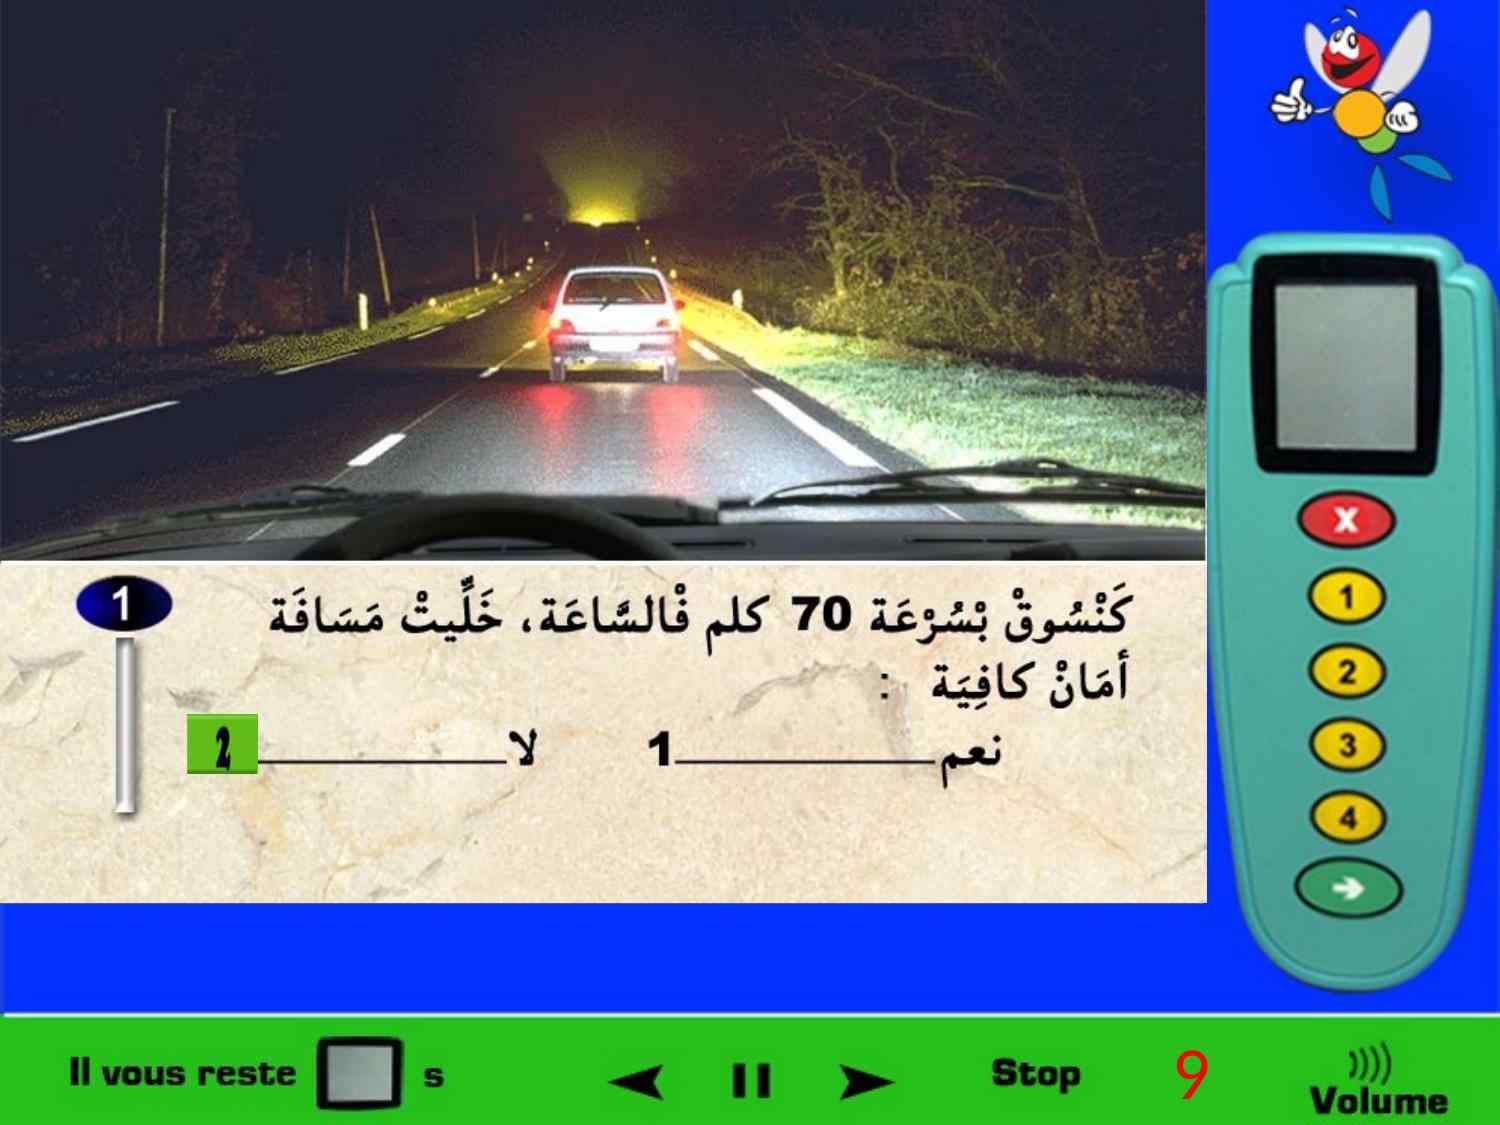 1
كَنْسُوقْ بْسُرْعَة 70 كلم فْالسَّاعَة، خَلِّيتْ مَسَافَة
أمَانْ كافِيَة :
نعم 1 لا 2
X
1
2
3
4
Il vous reste s Stop 9 Volume